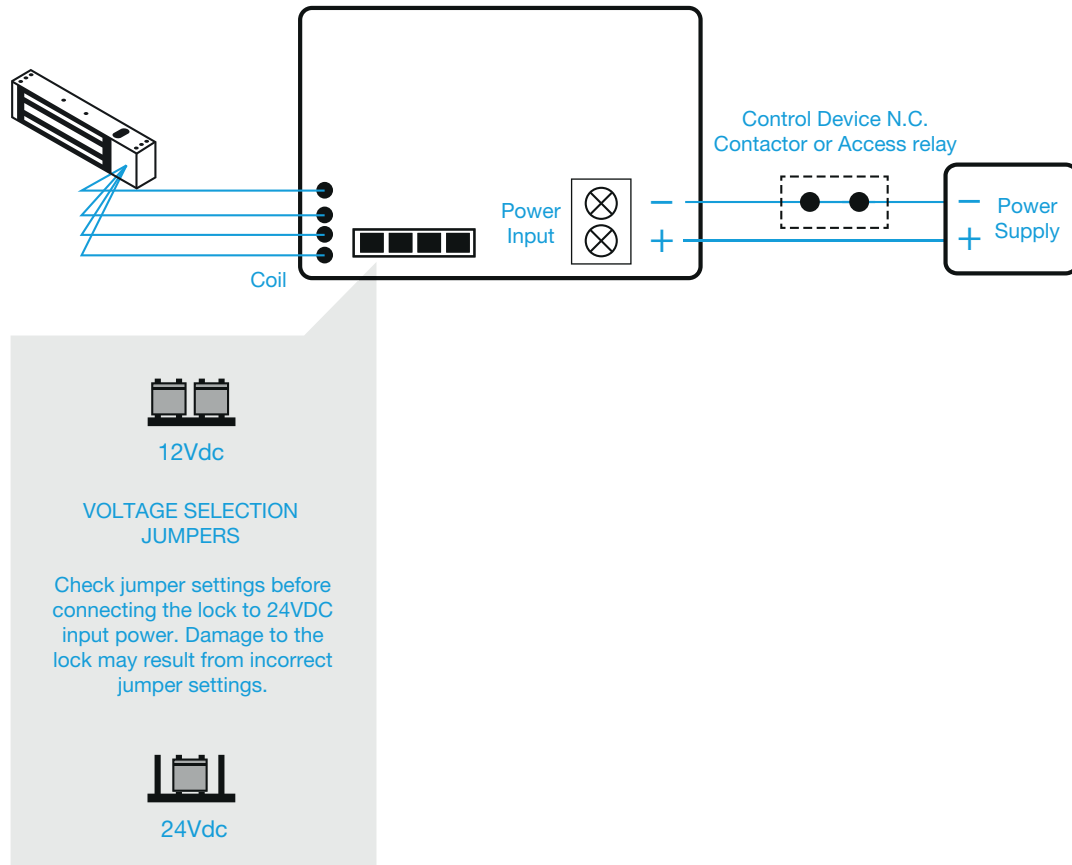 Control Device N.C.
Contactor or Access relay
Power
Input
−
+
−
+
Power
Supply
Coil
12Vdc
VOLTAGE SELECTION
JUMPERS
Check jumper settings before
connecting the lock to 24VDC
input power. Damage to the
lock may result from incorrect
jumper settings.
24Vdc